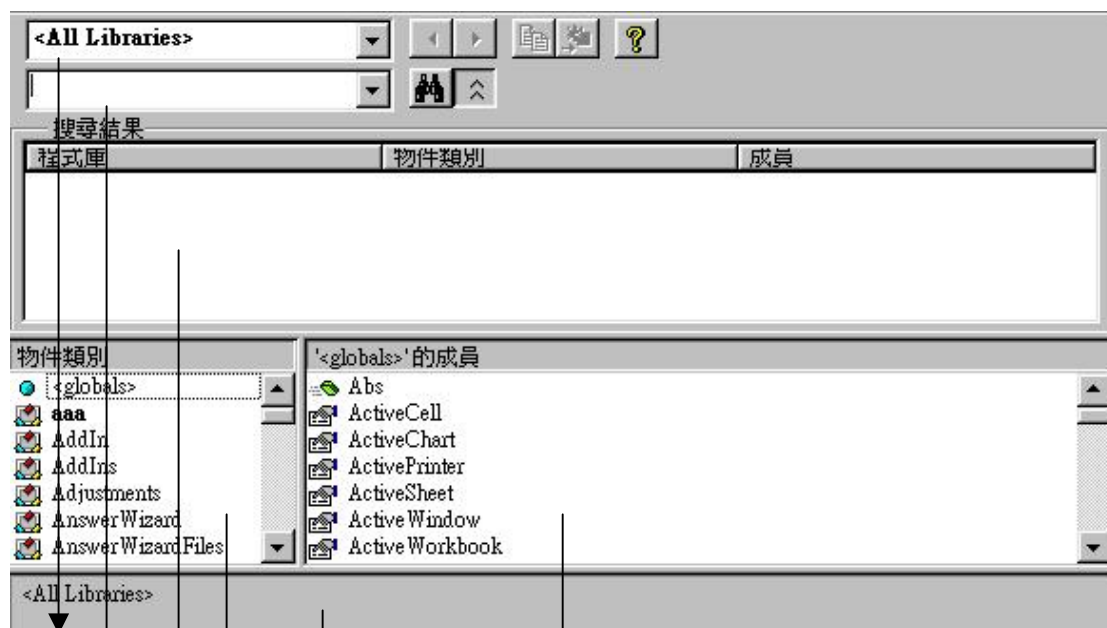 <All Libraries>
搜尋結果
程式庫 物件類別 成員
物件類別 '<globals>'的成員
<globals>
aaa
AddIn
AddIns
Adjustments
AnswerWizard
AnswerWizardFiles
Abs
ActiveCell
ActiveChart
ActivePrinter
ActiveSheet
ActiveWindow
ActiveWorkbook
<All Libraries>